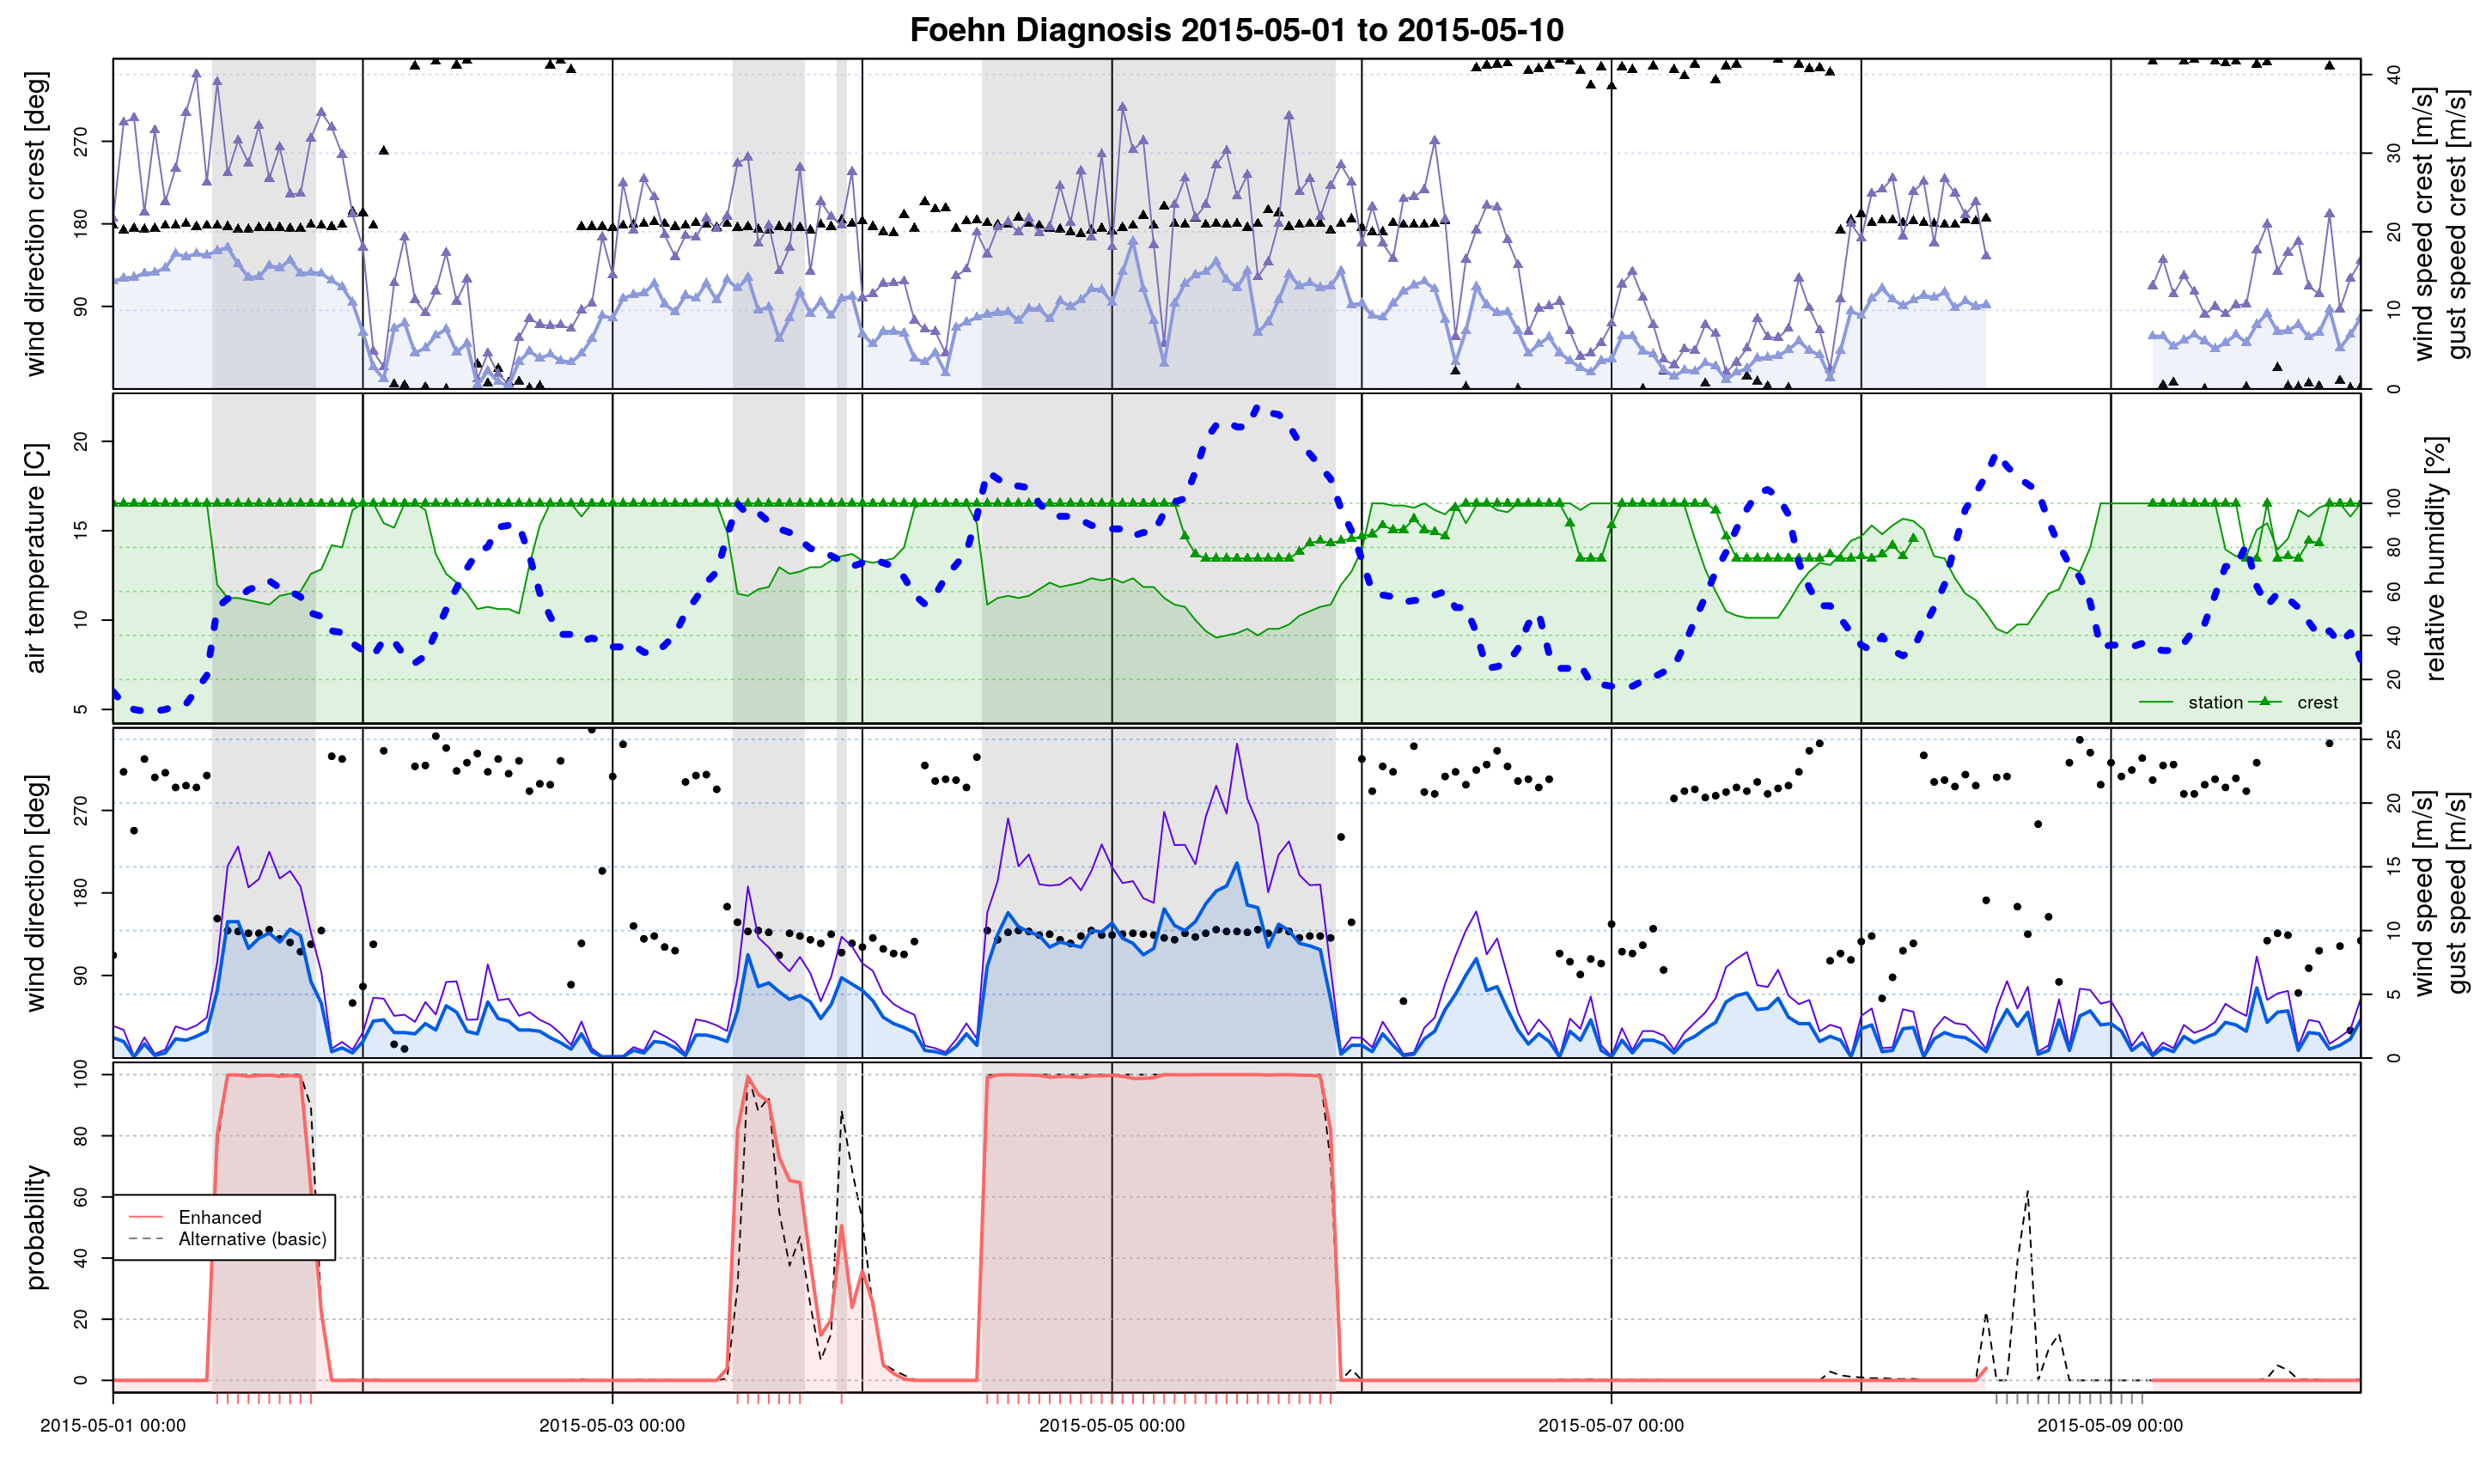 Foehn Diagnosis 2015-05-01 to 2015-05-10
wind direction crest [deg]
90
180
270
0
10
20
30
40
wind speed crest [m/s]
gust speed crest [m/s]
air temperature [C]
5
10
15
20
20
40
60
80
100
relative humidity [%]
station
crest
wind direction [deg]
90
180
270
0
5
10
15
20
25
wind speed [m/s]
gust speed [m/s]
probability
0
20
40
60
80
100
Enhanced
Alternative (basic)
2015-05-01 00:00
2015-05-03 00:00
2015-05-05 00:00
2015-05-07 00:00
2015-05-09 00:00